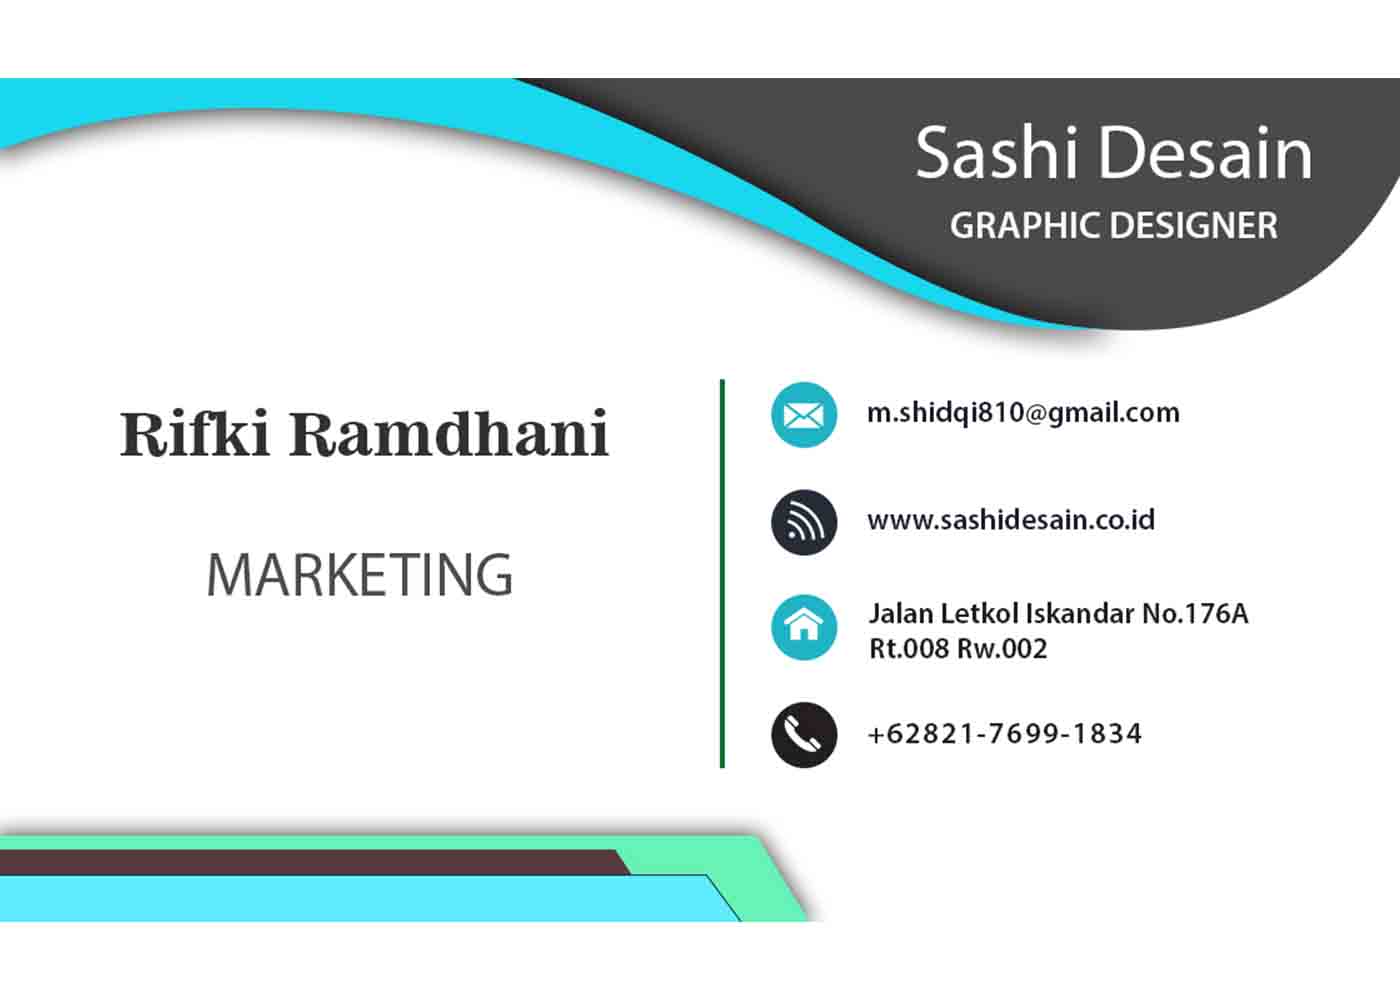 Sashi Desain
GRAPHIC DESIGNER
Rifki Ramdhani
MARKETING
m.shidqi810@gmail.com
www.sashidesain.co.id
Jalan Letkol Iskandar No.176A
Rt.008 Rw.002
+62821-7699-1834